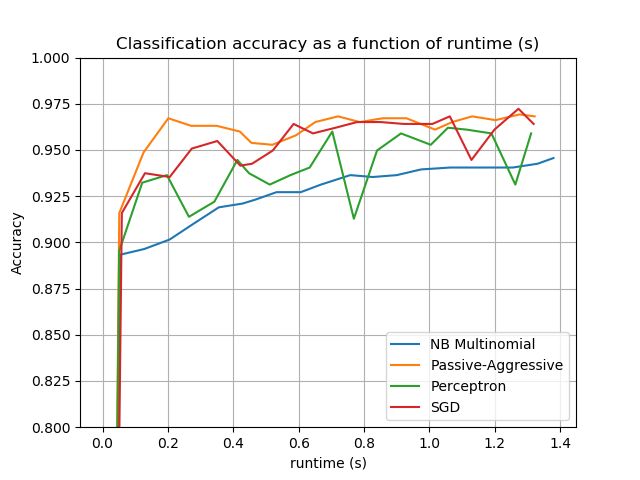 Classification accuracy as a function of runtime (s)
1.000
0.975
0.950
0.925
0.900
0.875
0.850
0.825
0.800
Accuracy
NB Multinomial
Passive-Aggressive
Perceptron
SGD
0.0 0.2 0.4 0.6 0.8 1.0 1.2 1.4
runtime (s)